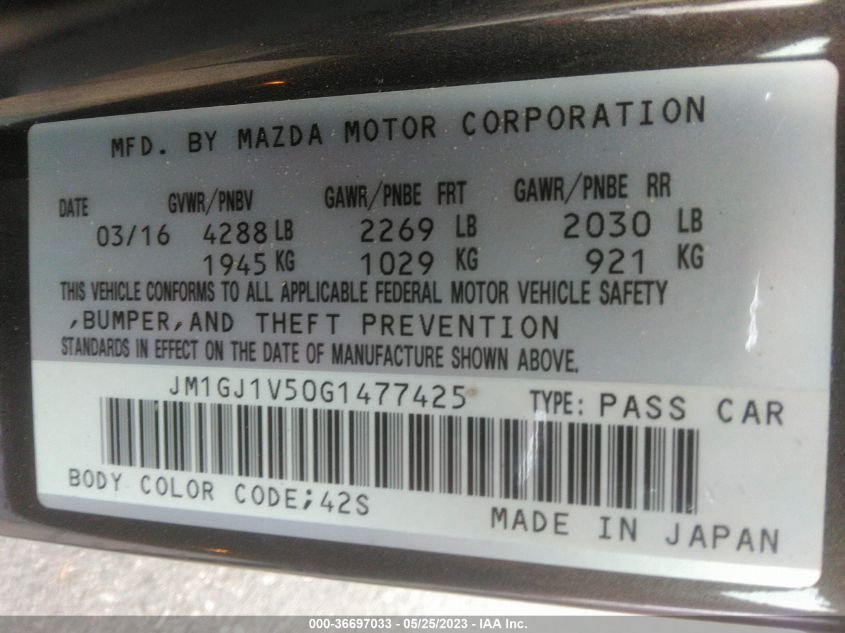 MFD. BY MAZDA MOTOR CORPORATION
DATE GVWR/PNBV GAWR/PNBE FRT GAWR/PNBE RR
03/16 4288 LB 2269 LB 2030 LB
1945 KG 1029 KG 921 KG
THIS VEHICLE CONFORMS TO ALL APPLICABLE FEDERAL MOTOR VEHICLE SAFETY
,BUMPER,AND THEFT PREVENTION
STANDARDS IN EFFECT ON THE DATE OF MANUFACTURE SHOWN ABOVE.
JM1GJ1V50G1477425 TYPE: PASS CAR
BODY COLOR CODE;42S
MADE IN JAPAN
000-36697033 - 05/25/2023 - IAA Inc.